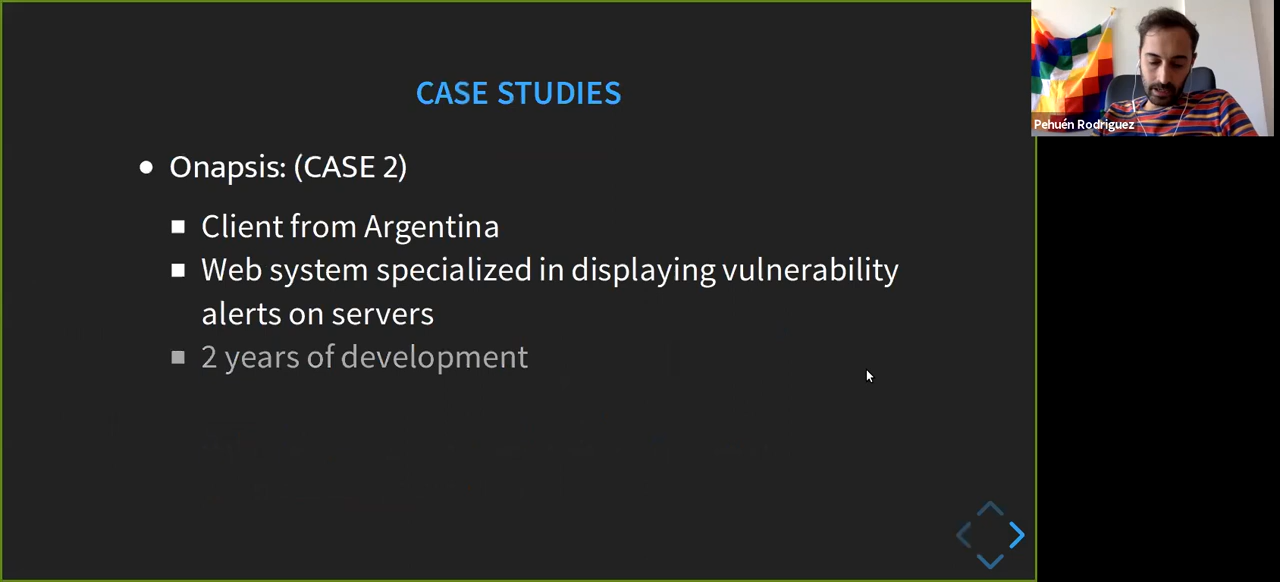 CASE STUDIES
Onapsis: (CASE 2)
Client from Argentina
Web system specialized in displaying vulnerability
alerts on servers
2 years of development
Pehuén Rodriguez